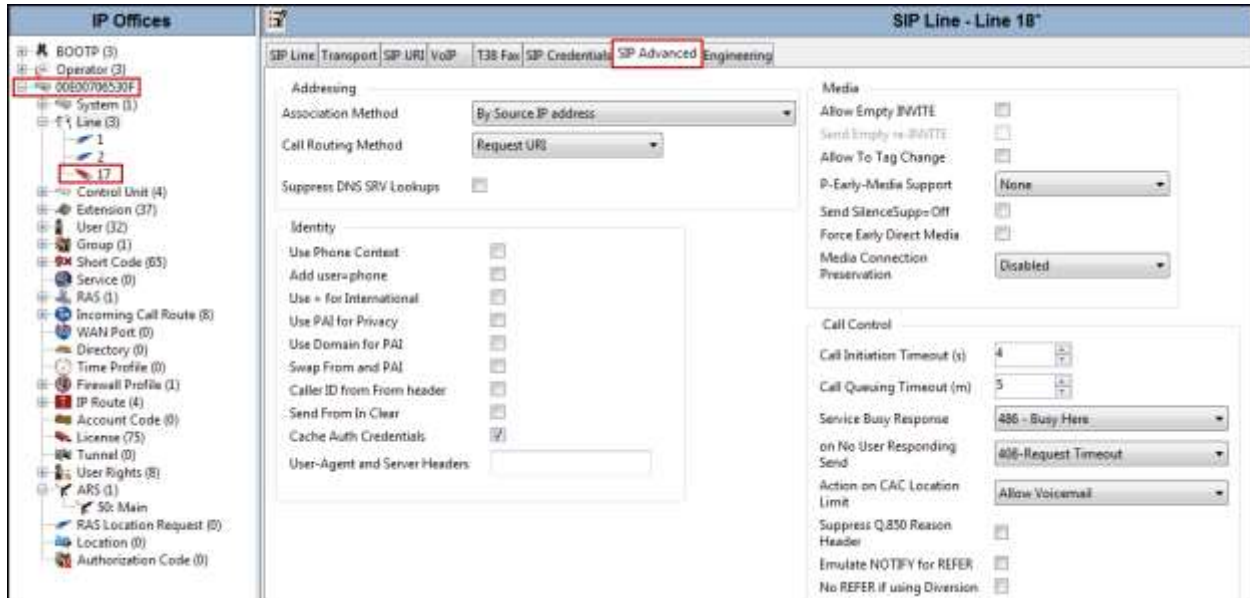 IP Offices
BOOTP (3)
Operator (3)
00E00706530F
System (1)
Line (3)
1
2
17
Control Unit (4)
Extension (37)
User (32)
Group (1)
Short Code (65)
Service (0)
RAS (1)
Incoming Call Route (8)
WAN Port (0)
Directory (0)
Time Profile (0)
Firewall Profile (1)
IP Route (4)
Account Code (0)
License (75)
Tunnel (0)
User Rights (8)
ARS (1)
50: Main
RAS Location Request (0)
Location (0)
Authorization Code (0)
SIP Line - Line 18*
SIP Line
Transport
SIP URI
VoIP
T38 Fax
SIP Credentials
SIP Advanced
Engineering
Addressing
Association Method
By Source IP address
Call Routing Method
Request URI
Suppress DNS SRV Lookups
Identity
Use Phone Context
Add user=phone
Use + for International
Use PAI for Privacy
Use Domain for PAI
Swap From and PAI
Caller ID from From header
Send From In Clear
Cache Auth Credentials
User-Agent and Server Headers
Media
Allow Empty INVITE
Send Empty re-INVITE
Allow To Tag Change
P-Early-Media Support
None
Send SilenceSupp=Off
Force Early Direct Media
Media Connection
Preservation
Disabled
Call Control
Call Initiation Timeout (s)
4
Call Queuing Timeout (m)
5
Service Busy Response
486 - Busy Here
on No User Responding
Send
408-Request Timeout
Action on CAC Location
Limit
Allow Voicemail
Suppress Q.850 Reason
Header
Emulate NOTIFY for REFER
No REFER if using Diversion